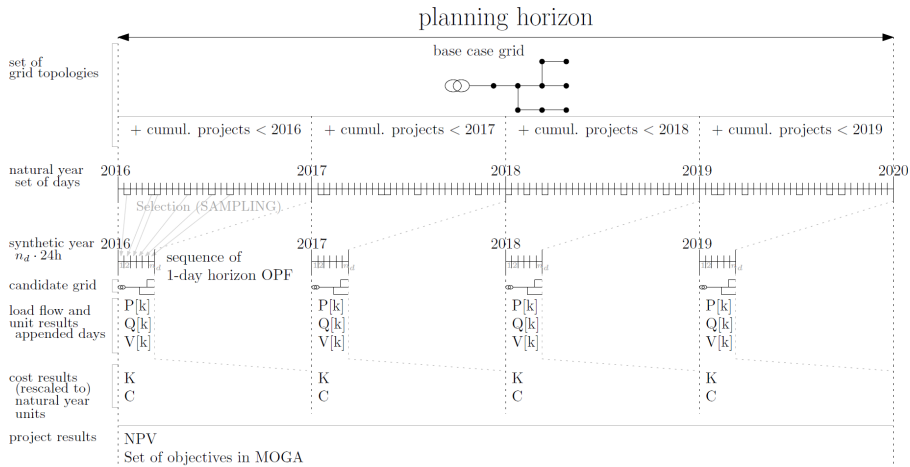 planning horizon
set of
grid topologies
base case grid
+ cumul. projects < 2016
+ cumul. projects < 2017
+ cumul. projects < 2018
+ cumul. projects < 2019
natural year
set of days
2016
2017
2018
2019
2020
Selection (SAMPLING)
synthetic year
n_d · 24h
2016
2017
2018
2019
sequence of
1-day horizon OPF
candidate grid
load flow and
unit results
appended days
P[k]
Q[k]
V[k]
P[k]
Q[k]
V[k]
P[k]
Q[k]
V[k]
P[k]
Q[k]
V[k]
cost results
(rescaled to)
natural year
units
K
C
K
C
K
C
K
C
project results
NPV
Set of objectives in MOGA